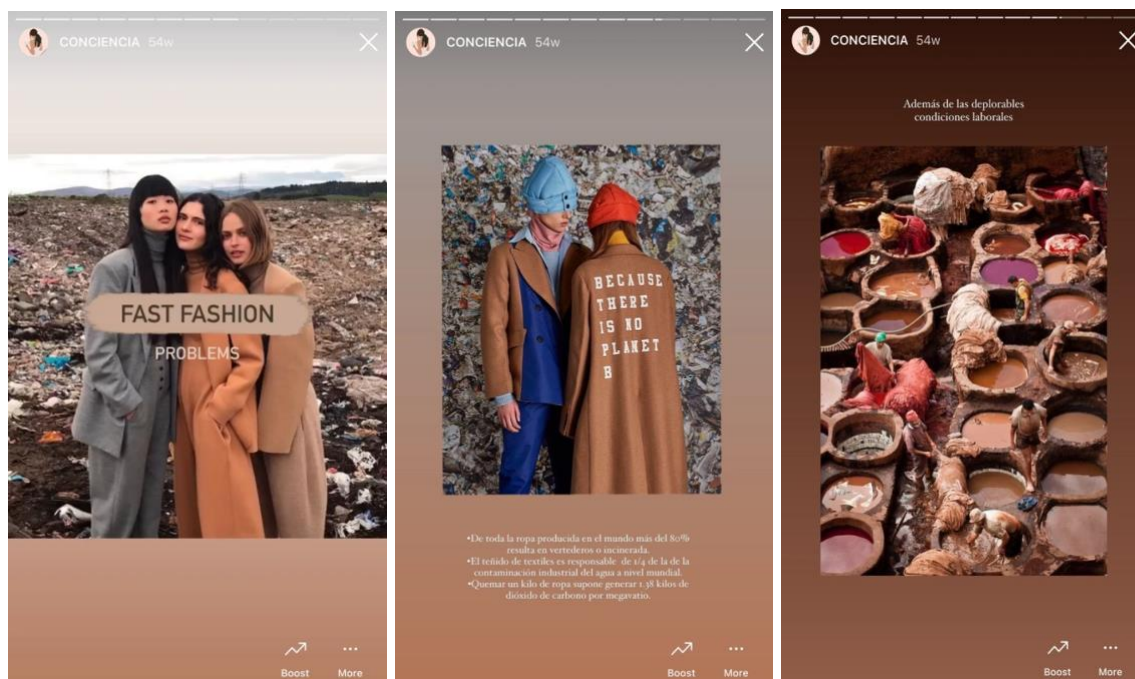 CONCIENCIA 54w
FAST FASHION
PROBLEMS
Boost
More
CONCIENCIA 54w
BECAUSE
THERE
IS NO
PLANET
B
•De toda la ropa producida en el mundo más del 80%
resulta en vertederos o incinerada.
•El teñido de textiles es responsable de 1/4 de la de la
contaminación industrial del agua a nivel mundial.
•Quemar un kilo de ropa supone generar 1.38 kilos de
dióxido de carbono por megavatio.
Boost
More
CONCIENCIA 54w
Además de las deplorables
condiciones laborales
Boost
More